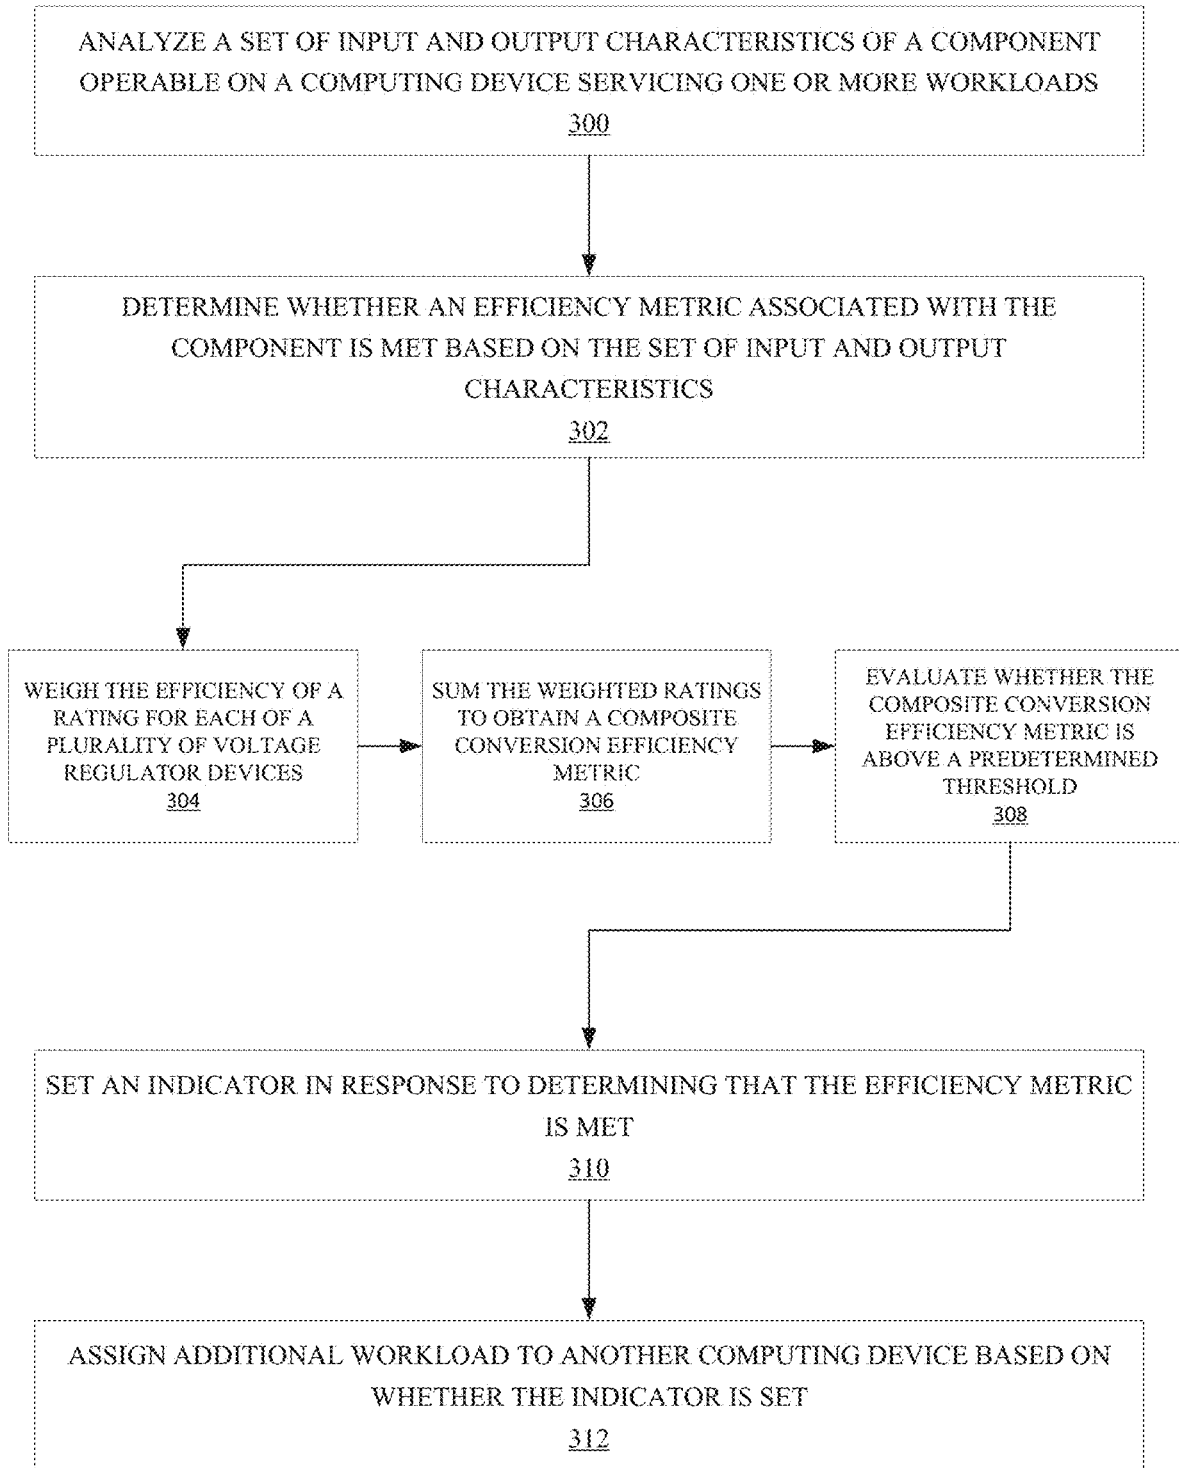 ANALYZE A SET OF INPUT AND OUTPUT CHARACTERISTICS OF A COMPONENT
OPERABLE ON A COMPUTING DEVICE SERVICING ONE OR MORE WORKLOADS
300
DETERMINE WHETHER AN EFFICIENCY METRIC ASSOCIATED WITH THE
COMPONENT IS MET BASED ON THE SET OF INPUT AND OUTPUT
CHARACTERISTICS
302
WEIGH THE EFFICIENCY OF A
RATING FOR EACH OF A
PLURALITY OF VOLTAGE
REGULATOR DEVICES
304
SUM THE WEIGHTED RATINGS
TO OBTAIN A COMPOSITE
CONVERSION EFFICIENCY
METRIC
306
EVALUATE WHETHER THE
COMPOSITE CONVERSION
EFFICIENCY METRIC IS
ABOVE A PREDETERMINED
THRESHOLD
308
SET AN INDICATOR IN RESPONSE TO DETERMINING THAT THE EFFICIENCY METRIC
IS MET
310
ASSIGN ADDITIONAL WORKLOAD TO ANOTHER COMPUTING DEVICE BASED ON
WHETHER THE INDICATOR IS SET
312